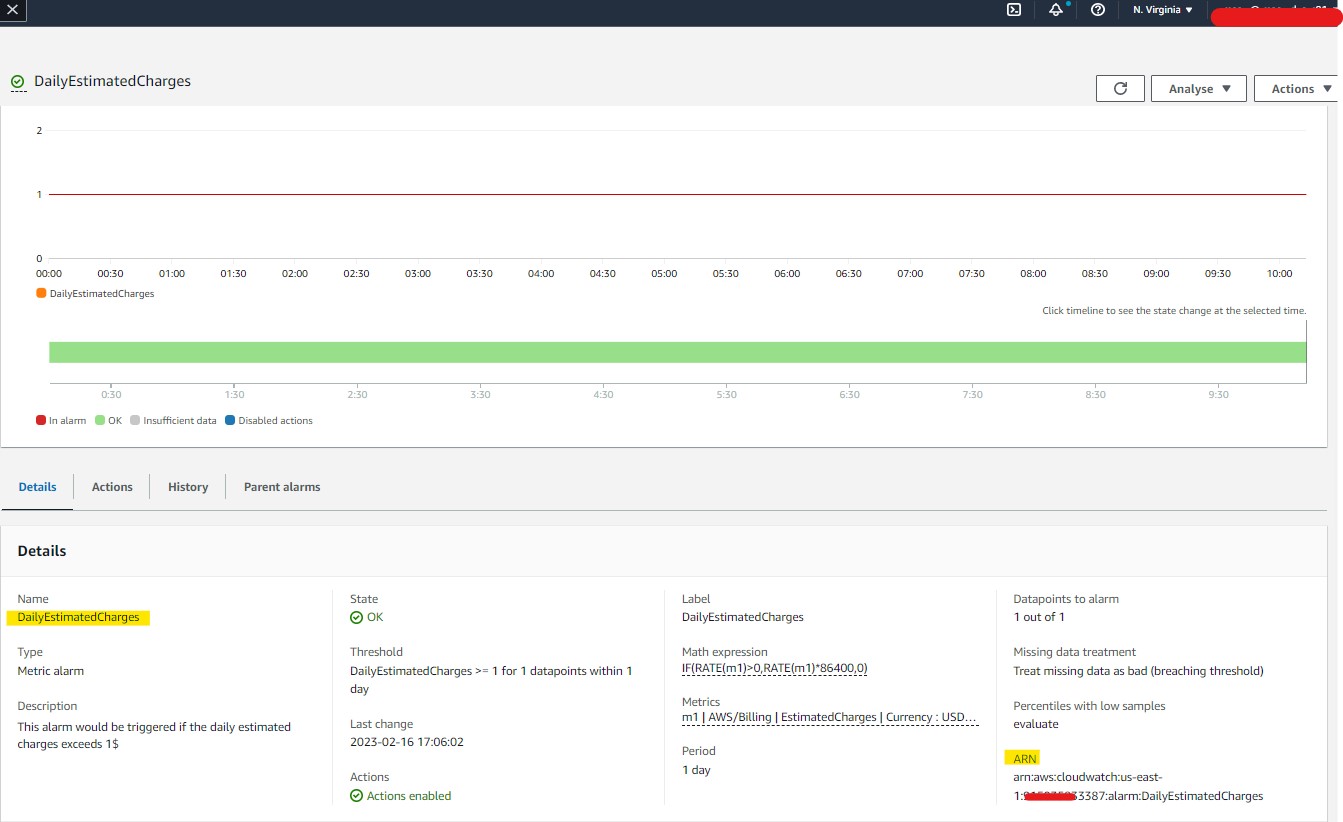 N. Virginia
DailyEstimatedCharges
Analyse
Actions
2
1
0
00:00 00:30 01:00 01:30 02:00 02:30 03:00 03:30 04:00 04:30 05:00 05:30 06:00 06:30 07:00 07:30 08:00 08:30 09:00 09:30 10:00
DailyEstimatedCharges
Click timeline to see the state change at the selected time.
0:30 1:30 2:30 3:30 4:30 5:30 6:30 7:30 8:30 9:30
In alarm OK Insufficient data Disabled actions
Details Actions History Parent alarms
Details
Name
DailyEstimatedCharges
Type
Metric alarm
Description
This alarm would be triggered if the daily estimated
charges exceeds 1$
State
OK
Threshold
DailyEstimatedCharges >= 1 for 1 datapoints within 1
day
Last change
2023-02-16 17:06:02
Actions
Actions enabled
Label
DailyEstimatedCharges
Math expression
IF(RATE(m1)>0,RATE(m1)*86400,0)
Metrics
m1 | AWS/Billing | EstimatedCharges | Currency : USD...
Period
1 day
Datapoints to alarm
1 out of 1
Missing data treatment
Treat missing data as bad (breaching threshold)
Percentiles with low samples
evaluate
ARN
arn:aws:cloudwatch:us-east-
1: 3387:alarm:DailyEstimatedCharges